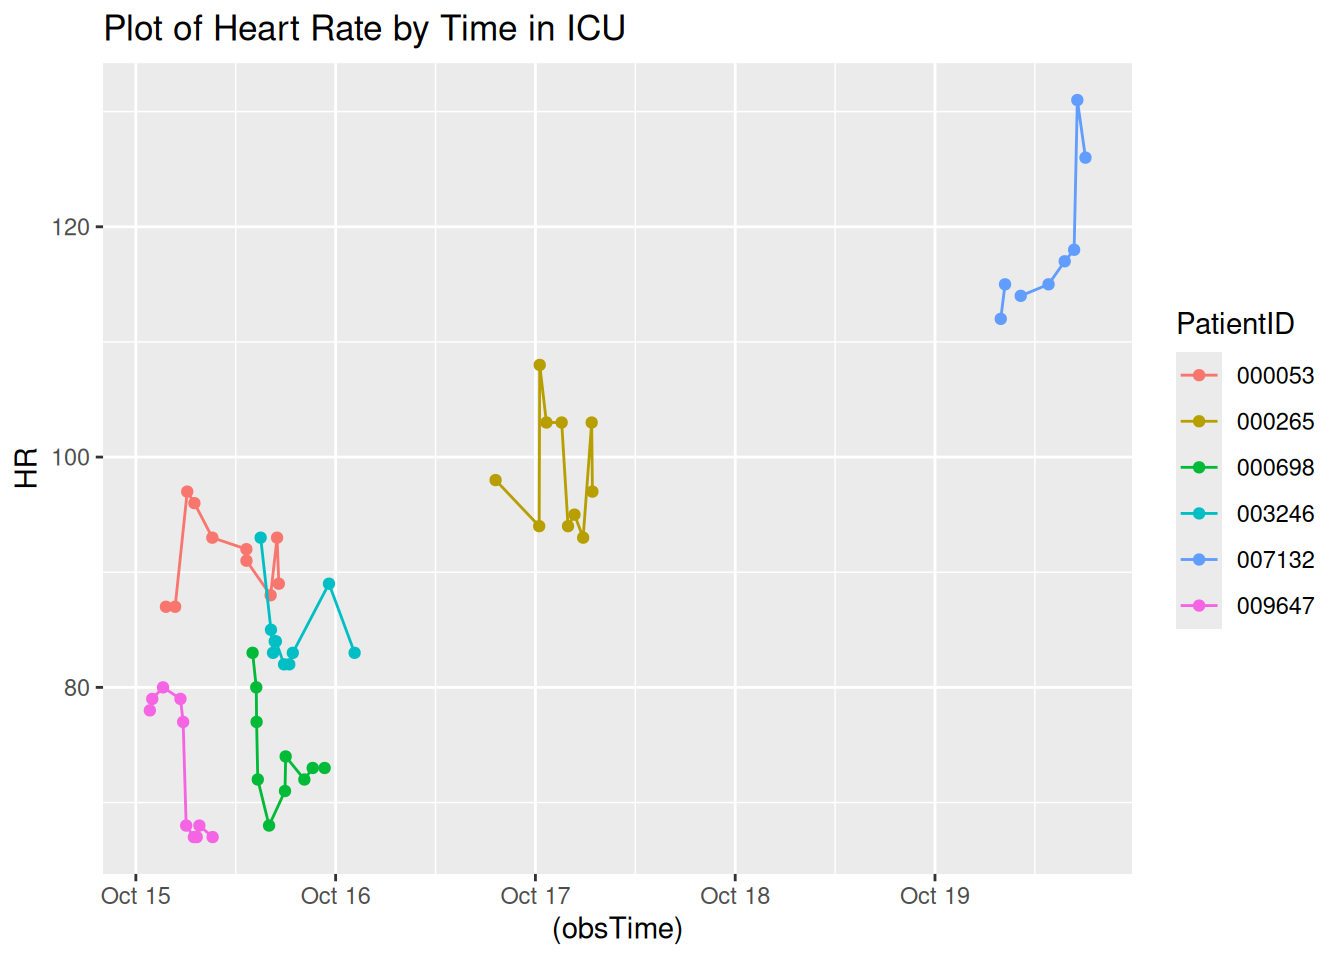 Plot of Heart Rate by Time in ICU
HR
120
100
80
Oct 15
Oct 16
Oct 17
Oct 18
Oct 19
(obsTime)
PatientID
000053
000265
000698
003246
007132
009647